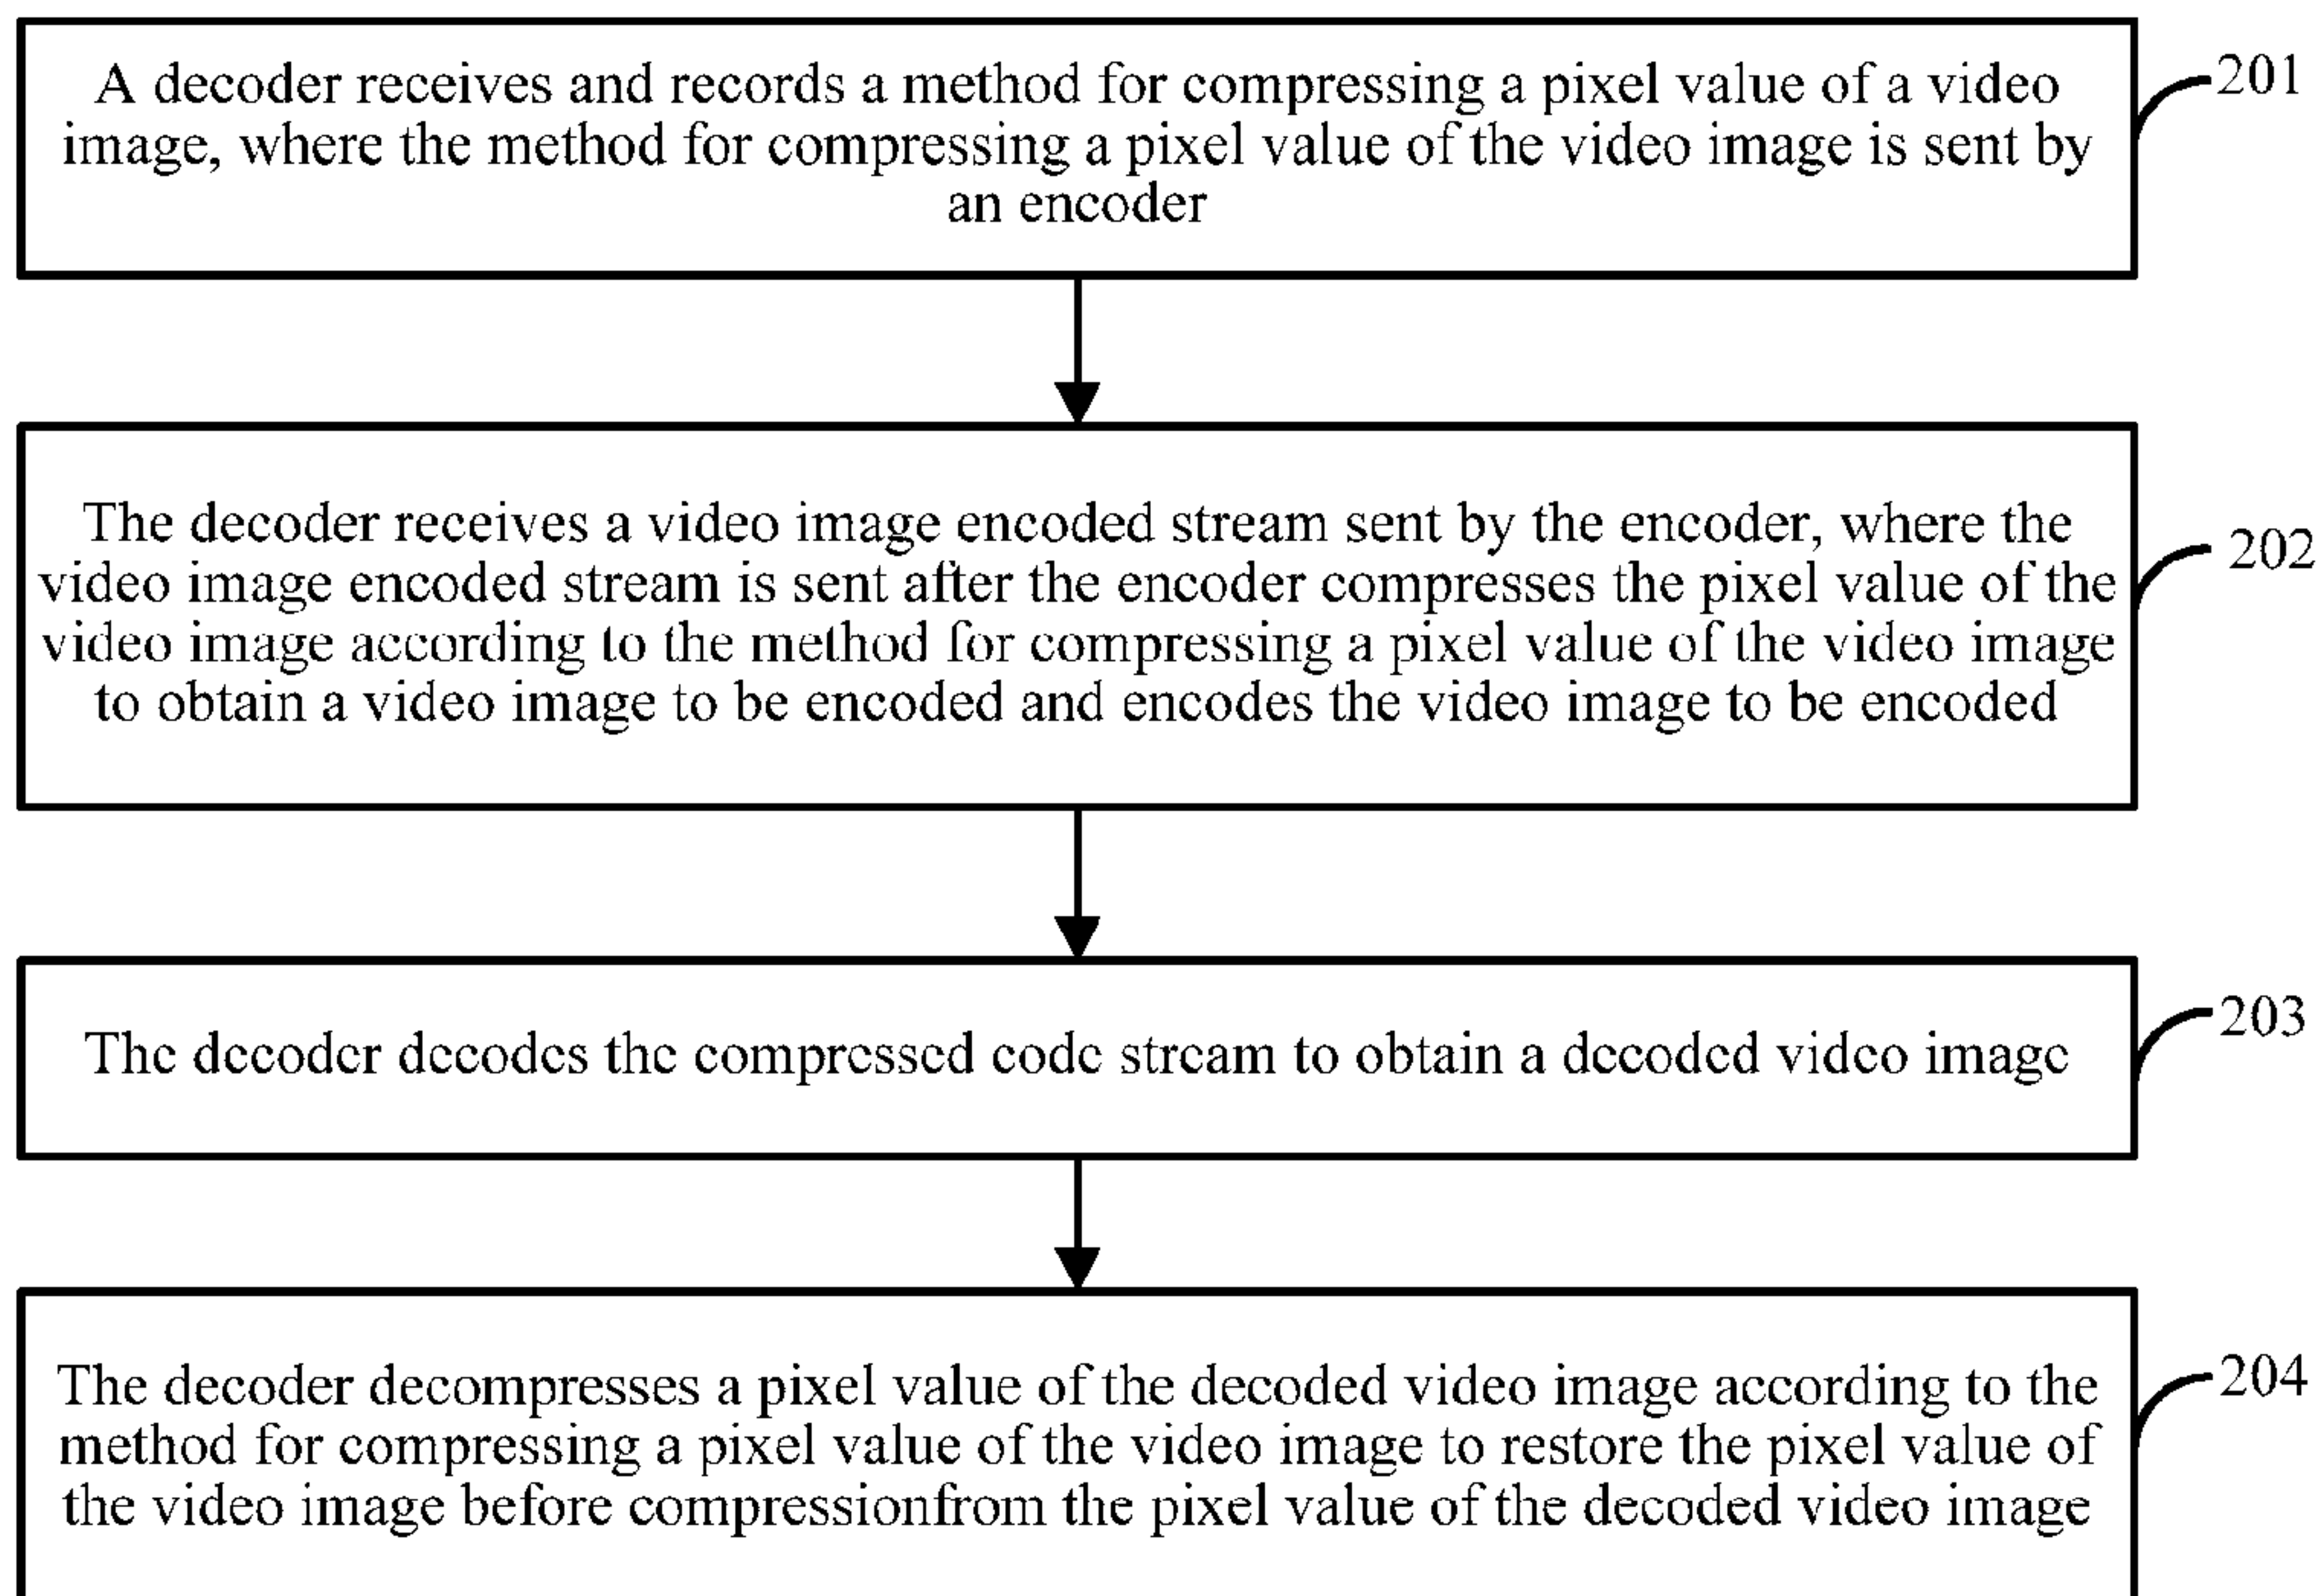 A decoder receives and records a method for compressing a pixel value of a video
image, where the method for compressing a pixel value of the video image is sent by
an encoder
201
The decoder receives a video image encoded stream sent by the encoder, where the
video image encoded stream is sent after the encoder compresses the pixel value of the
video image according to the method for compressing a pixel value of the video image
to obtain a video image to be encoded and encodes the video image to be encoded
202
The decoder decodes the compressed code stream to obtain a decoded video image
203
The decoder decompresses a pixel value of the decoded video image according to the
method for compressing a pixel value of the video image to restore the pixel value of
the video image before compressionfrom the pixel value of the decoded video image
204